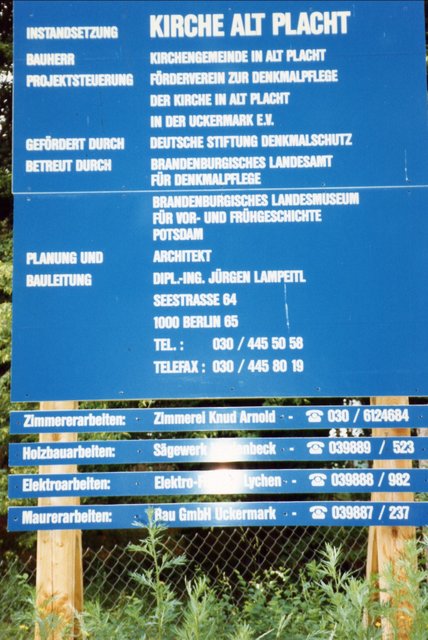 INSTANDSETZUNG KIRCHE ALT PLACHT
BAUHERR KIRCHENGEMEINDE IN ALT PLACHT
PROJEKTSTEUERUNG FÖRDERVEREIN ZUR DENKMALPFLEGE
DER KIRCHE IN ALT PLACHT
IN DER UCKERMARK E.V.
GEFÖRDERT DURCH DEUTSCHE STIFTUNG DENKMALSCHUTZ
BETREUT DURCH BRANDENBURGISCHES LANDESAMT
FÜR DENKMALPFLEGE
BRANDENBURGISCHES LANDESMUSEUM
FÜR VOR- UND FRÜHGESCHICHTE
POTSDAM
PLANUNG UND ARCHITEKT
BAULEITUNG DIPL.-ING. JÜRGEN LAMPEITL
SEESTRASSE 64
1000 BERLIN 65
TEL. : 030 / 445 50 58
TELEFAX : 030 / 445 80 19
Zimmererarbeiten: Zimmerei Knud Arnold - ☎ 030 / 6124684
Holzbauarbeiten: Sägewerk - ☎ 039889 / 523
Elektroarbeiten: Lychen - ☎ 039888 / 982
Maurerarbeiten: Bau GmbH Uckermark - ☎ 039887 / 237